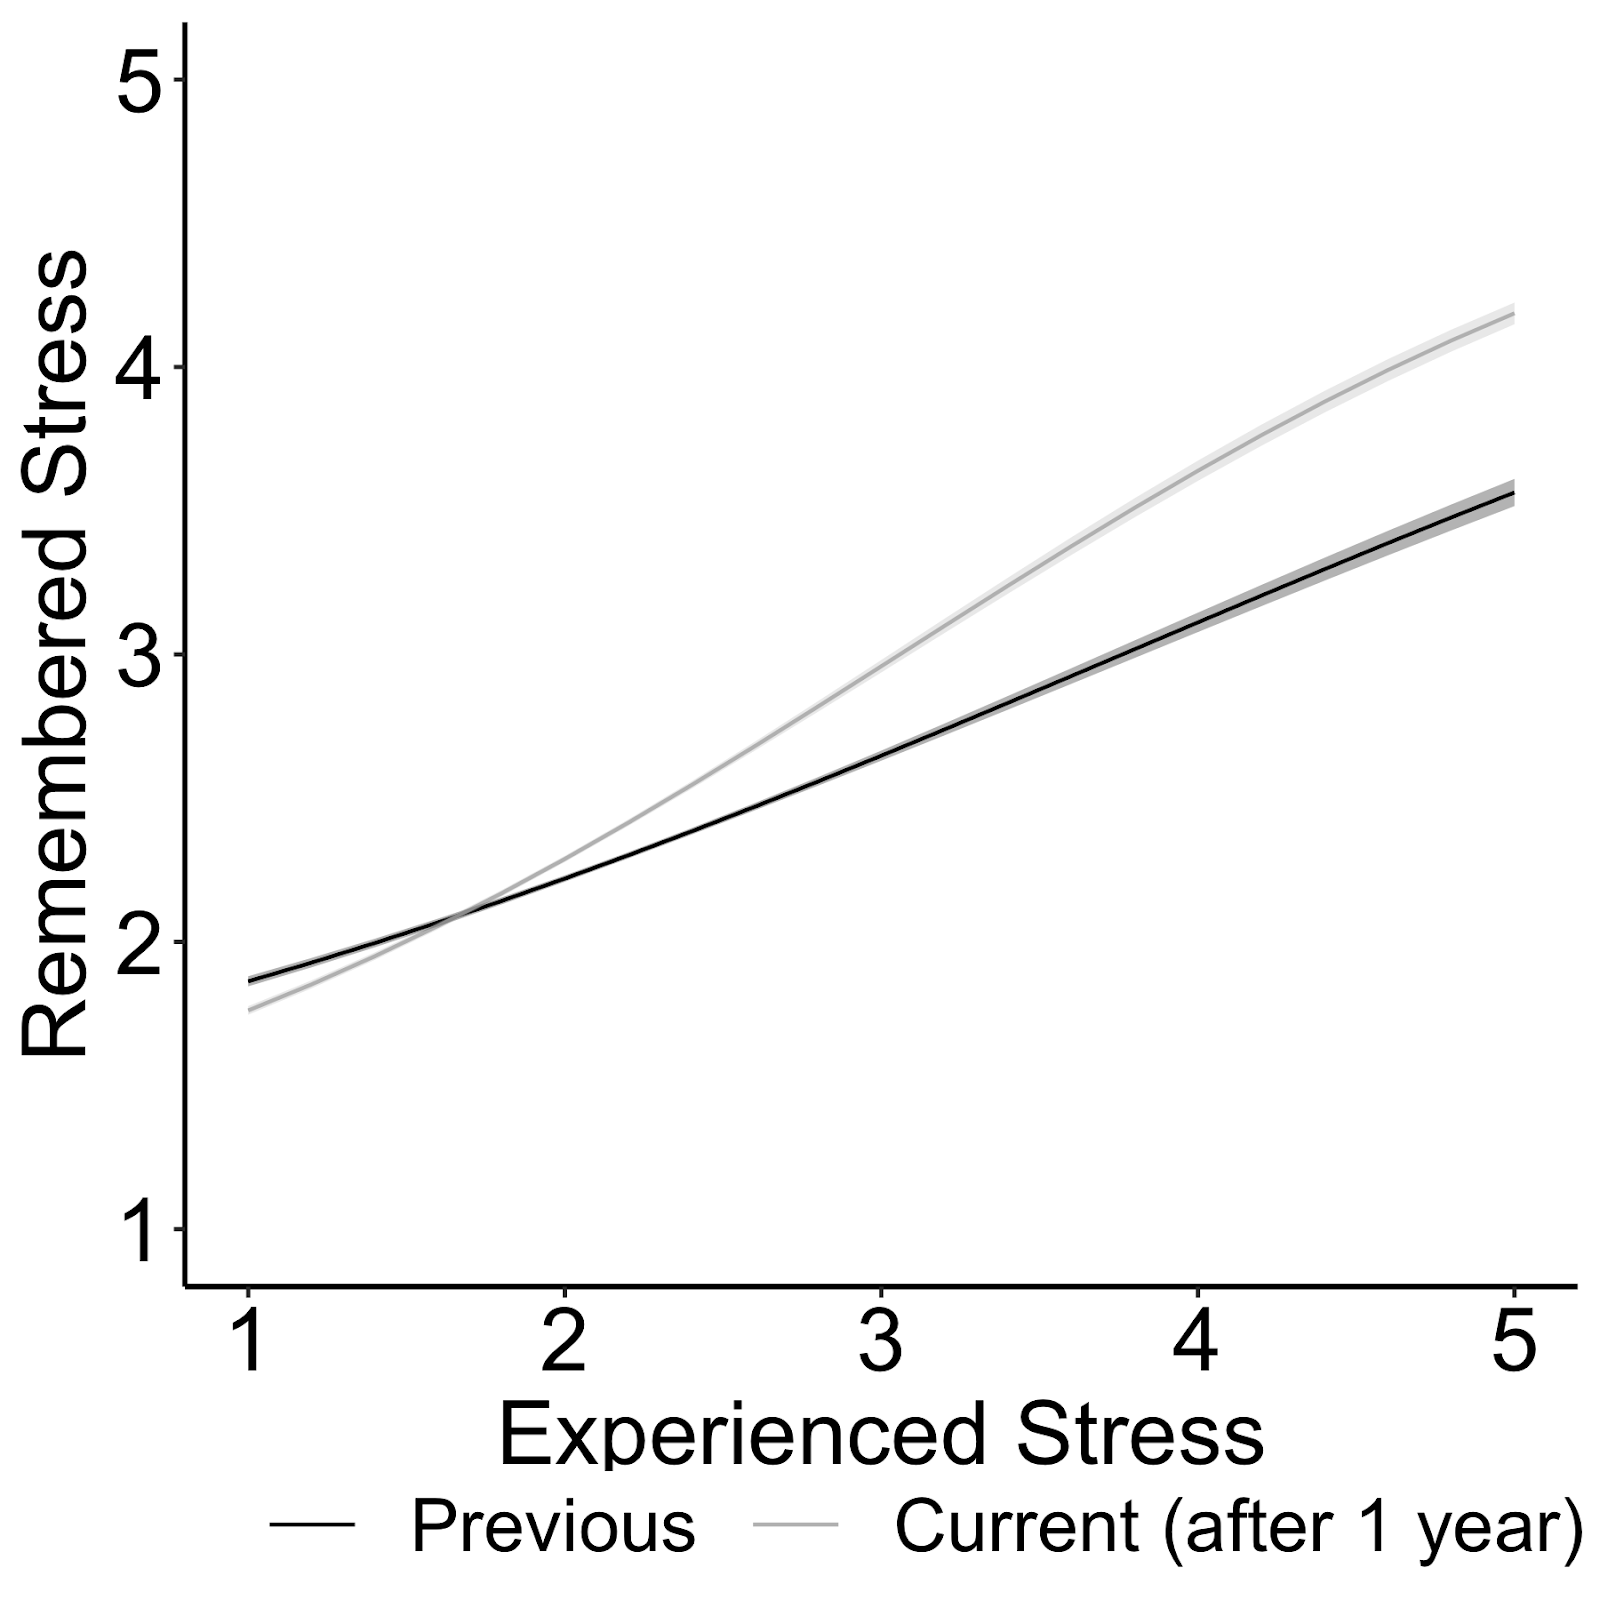 Remembered Stress
5
4
3
2
1
1 2 3 4 5
Experienced Stress
Previous Current (after 1 year)